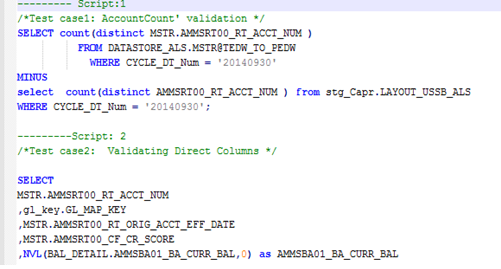 --------- Script:1
/*Test case1: AccountCount' validation */
SELECT count(distinct MSTR.AMMSRT00_RT_ACCT_NUM )
FROM DATASTORE_ALS.MSTR@TEDW_TO_PEDW
WHERE CYCLE_DT_Num = '20140930'
MINUS
select  count(distinct AMMSRT00_RT_ACCT_NUM ) from stg_Capr.LAYOUT_USSB_ALS
WHERE CYCLE_DT_Num = '20140930';
---------Script: 2
/*Test case2:  Validating Direct Columns */
SELECT
MSTR.AMMSRT00_RT_ACCT_NUM
,gl_key.GL_MAP_KEY
,MSTR.AMMSRT00_RT_ORIG_ACCT_EFF_DATE
,MSTR.AMMSRT00_CF_CR_SCORE
,NVL(BAL_DETAIL.AMMSBA01_BA_CURR_BAL,0) as AMMSBA01_BA_CURR_BAL